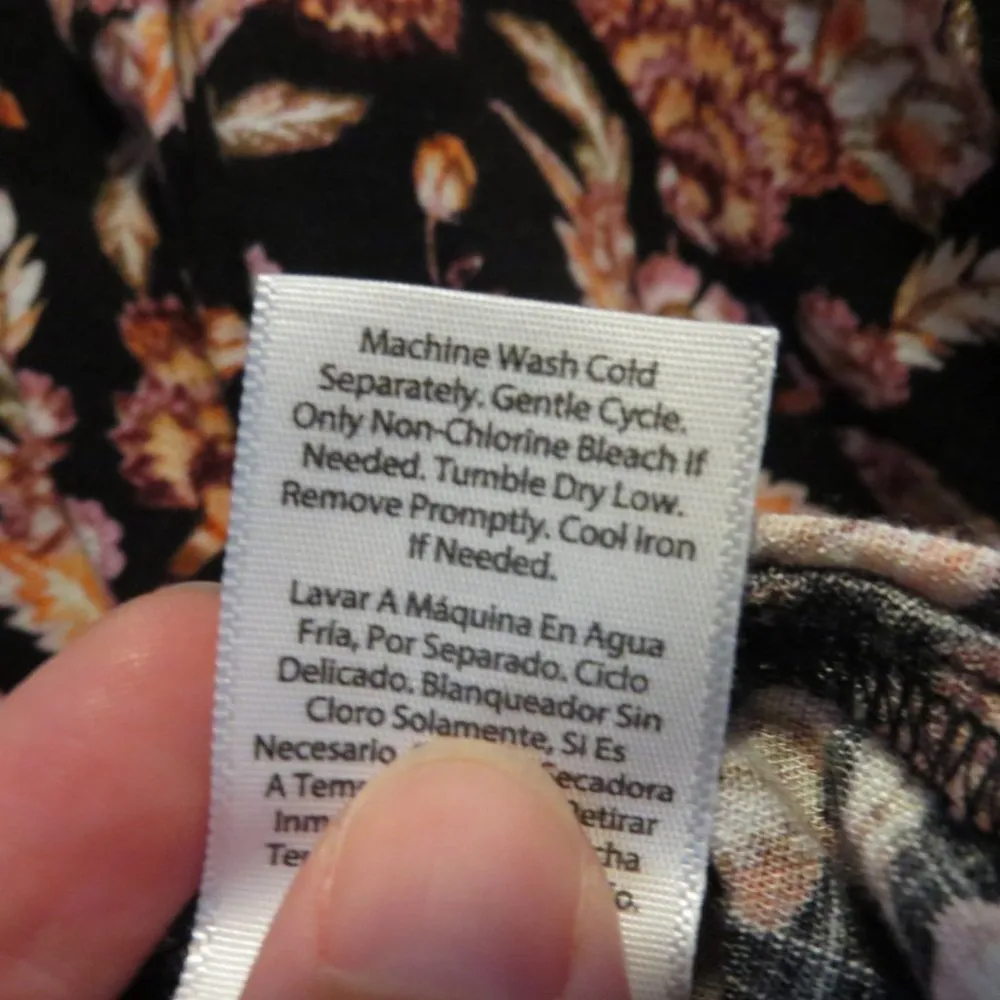 Machine Wash Cold
Separately. Gentle Cycle.
Only Non-Chlorine Bleach If
Needed. Tumble Dry Low.
Remove Promptly. Cool Iron
If Needed.
Lavar A Máquina En Agua
Fría, Por Separado. Ciclo
Delicado. Blanqueador Sin
Cloro Solamente, Si Es
Necesario
A Secadora
Retirar